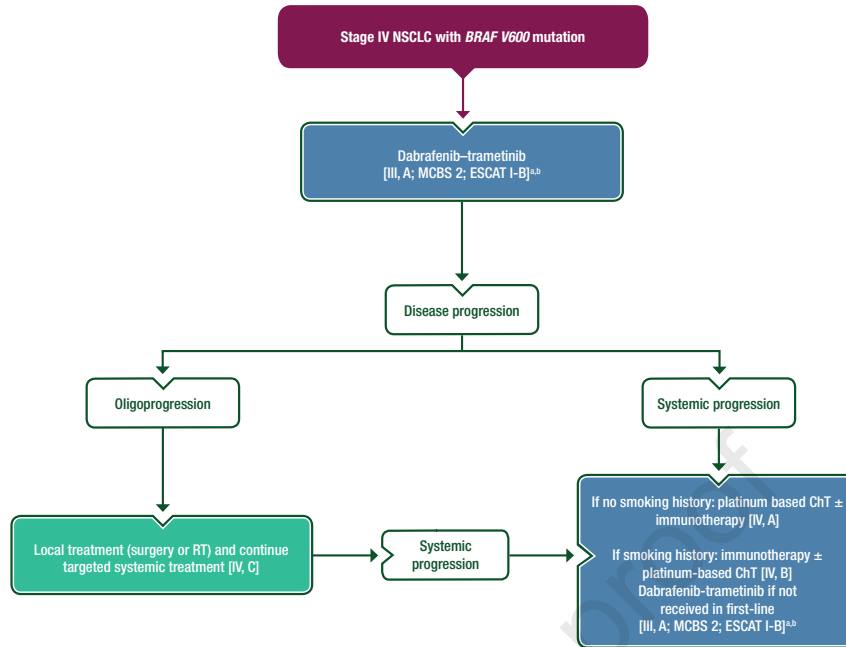 Stage IV NSCLC with BRAF V600 mutation
Dabrafenib–trametinib
[III, A; MCBS 2; ESCAT I-B]a,b
Disease progression
Oligoprogression
Systemic progression
Local treatment (surgery or RT) and continue
targeted systemic treatment [IV, C]
Systemic
progression
If no smoking history: platinum based ChT ±
immunotherapy [IV, A]
If smoking history: immunotherapy ±
platinum-based ChT [IV, B]
Dabrafenib-trametinib if not
received in first-line
[III, A; MCBS 2; ESCAT I-B]a,b
proof